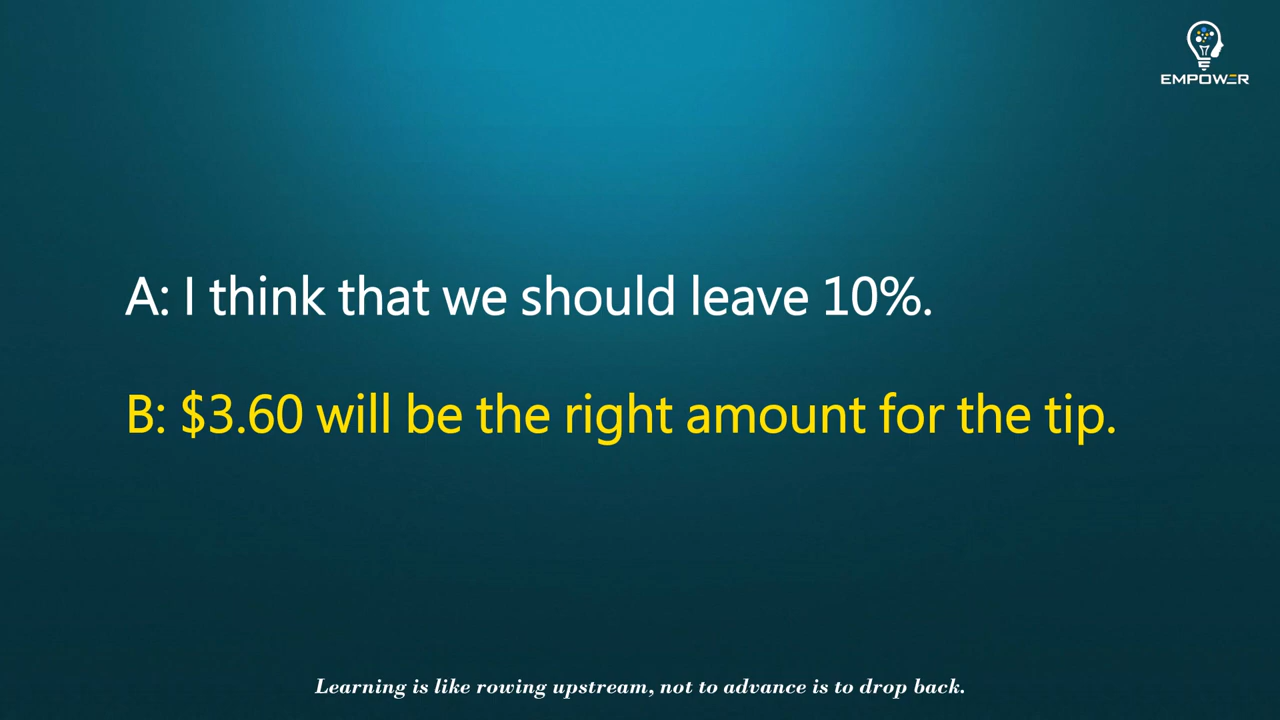 EMPOWER
A: I think that we should leave 10%.
B: $3.60 will be the right amount for the tip.
Learning is like rowing upstream, not to advance is to drop back.